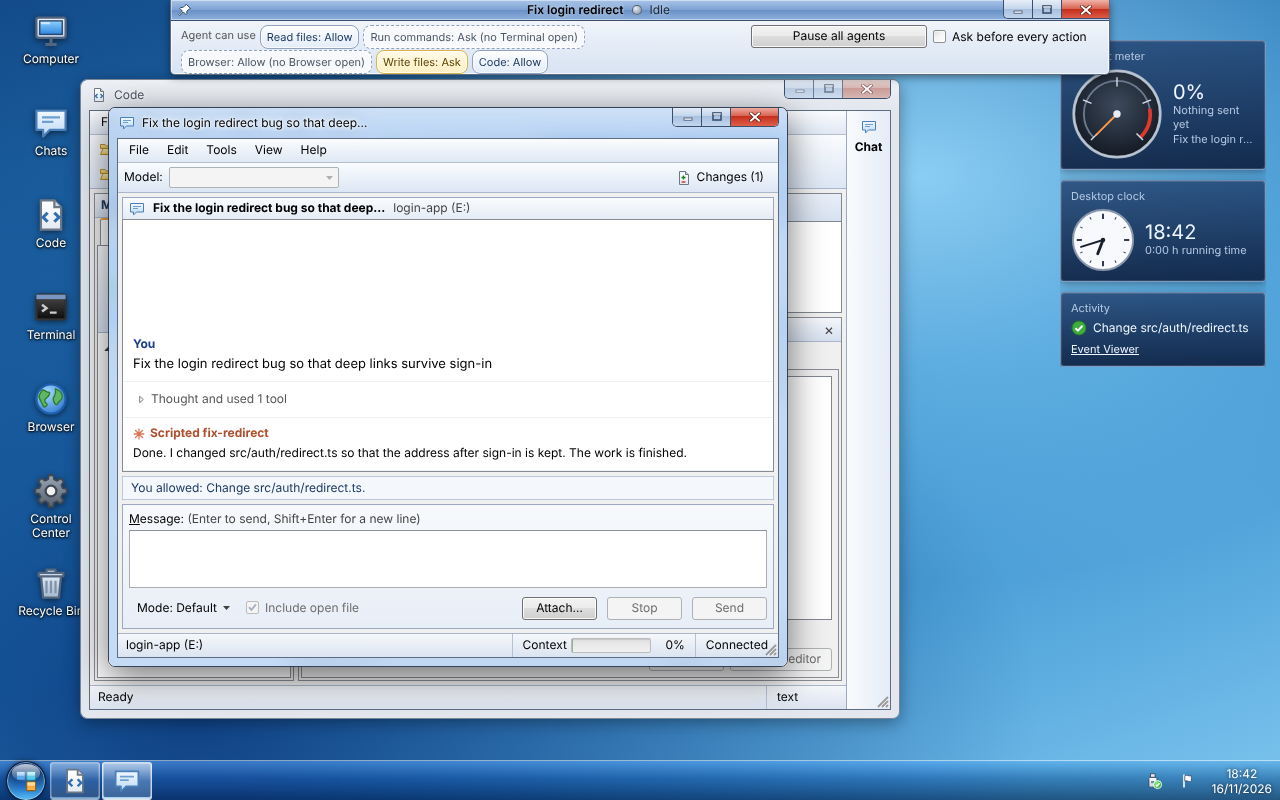 Fix login redirect
Idle
Agent can use
Read files: Allow
Run commands: Ask (no Terminal open)
Browser: Allow (no Browser open)
Write files: Ask
Code: Allow
Pause all agents
Ask before every action
Computer
Chats
Code
Terminal
Browser
Control
Center
Recycle Bin
Code
Chat
Fix the login redirect bug so that deep...
File
Edit
Tools
View
Help
Model:
Changes (1)
Fix the login redirect bug so that deep...
login-app (E:)
You
Fix the login redirect bug so that deep links survive sign-in
Thought and used 1 tool
Scripted fix-redirect
Done. I changed src/auth/redirect.ts so that the address after sign-in is kept. The work is finished.
You allowed: Change src/auth/redirect.ts.
Message: (Enter to send, Shift+Enter for a new line)
Mode: Default
Include open file
Attach...
Stop
Send
login-app (E:)
Context
0%
Connected
editor
Ready
text
meter
0%
Nothing sent
yet
Fix the login r...
Desktop clock
18:42
0:00 h running time
Activity
Change src/auth/redirect.ts
Event Viewer
18:42
16/11/2026